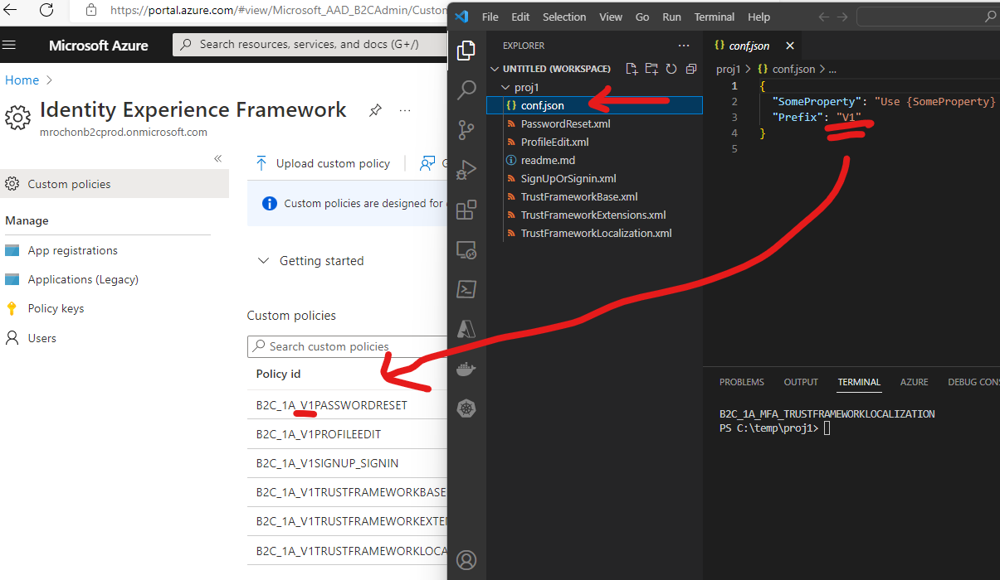 https://portal.azure.com/#view/Microsoft_AAD_B2CAdmin/Custom
Microsoft Azure
Search resources, services, and docs (G+/)
Home
Identity Experience Framework
mrochonb2cprod.onmicrosoft.com
Custom policies
Manage
App registrations
Applications (Legacy)
Policy keys
Users
Upload custom policy
G
Custom policies are designed for
Getting started
Custom policies
Search custom policies
Policy id
B2C_1A_V1PASSWORDRESET
B2C_1A_V1PROFILEEDIT
B2C_1A_V1SIGNUP_SIGNIN
B2C_1A_V1TRUSTFRAMEWORKBASE
B2C_1A_V1TRUSTFRAMEWORKEXTE
B2C_1A_V1TRUSTFRAMEWORKLOCA
File Edit Selection View Go Run Terminal Help
EXPLORER
UNTITLED (WORKSPACE)
proj1
{} conf.json
PasswordReset.xml
ProfileEdit.xml
readme.md
SignUpOrSignin.xml
TrustFrameworkBase.xml
TrustFrameworkExtensions.xml
TrustFrameworkLocalization.xml
{} conf.json
proj1 > {} conf.json > ...
1 {
2 "SomeProperty": "Use {SomeProperty}
3 "Prefix": "V1"
4 }
5
PROBLEMS OUTPUT TERMINAL AZURE DEBUG CONS
B2C_1A_MFA_TRUSTFRAMEWORKLOCALIZATION
PS C:\temp\proj1>